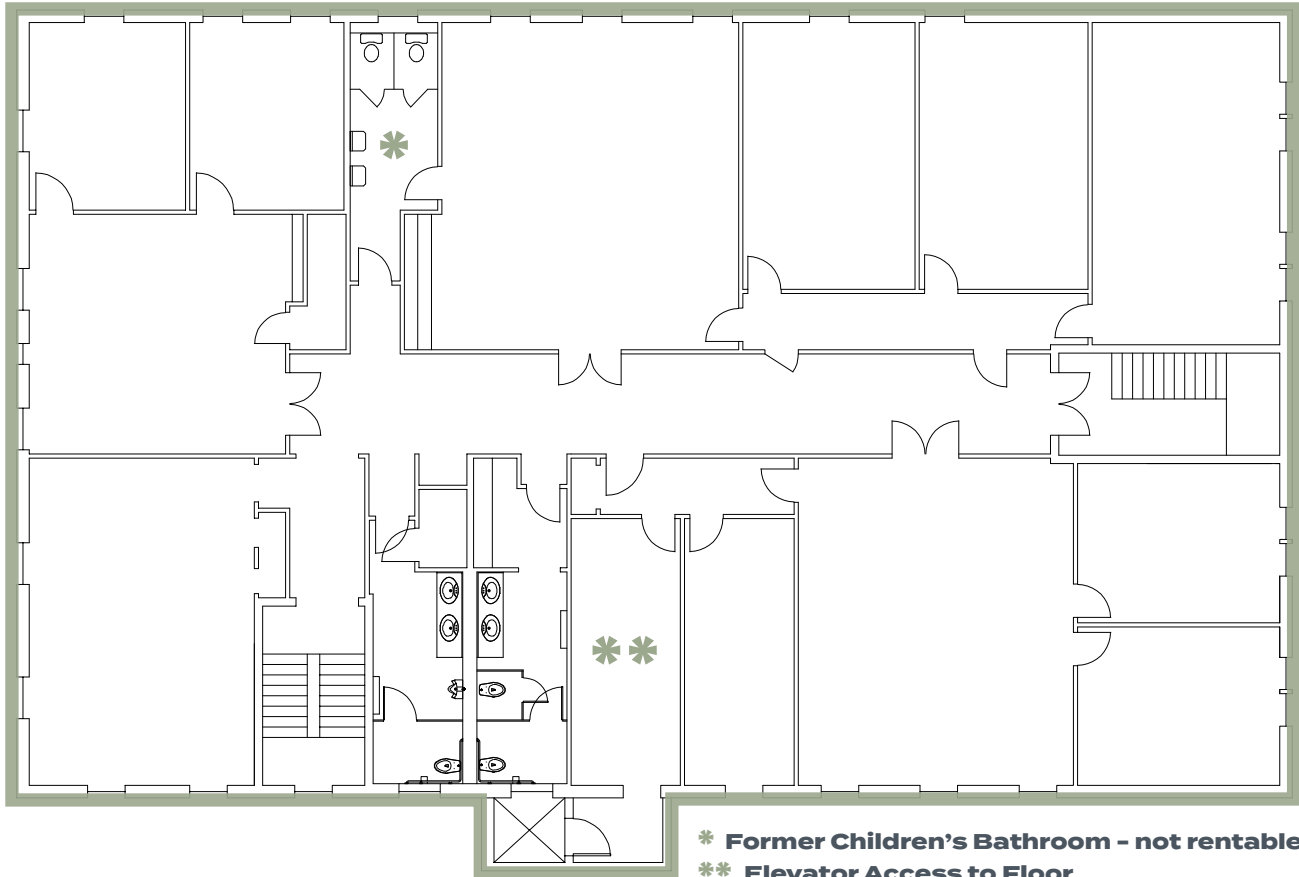 *
**
* Former Children's Bathroom - not rentable
** Elevator Access to Floor